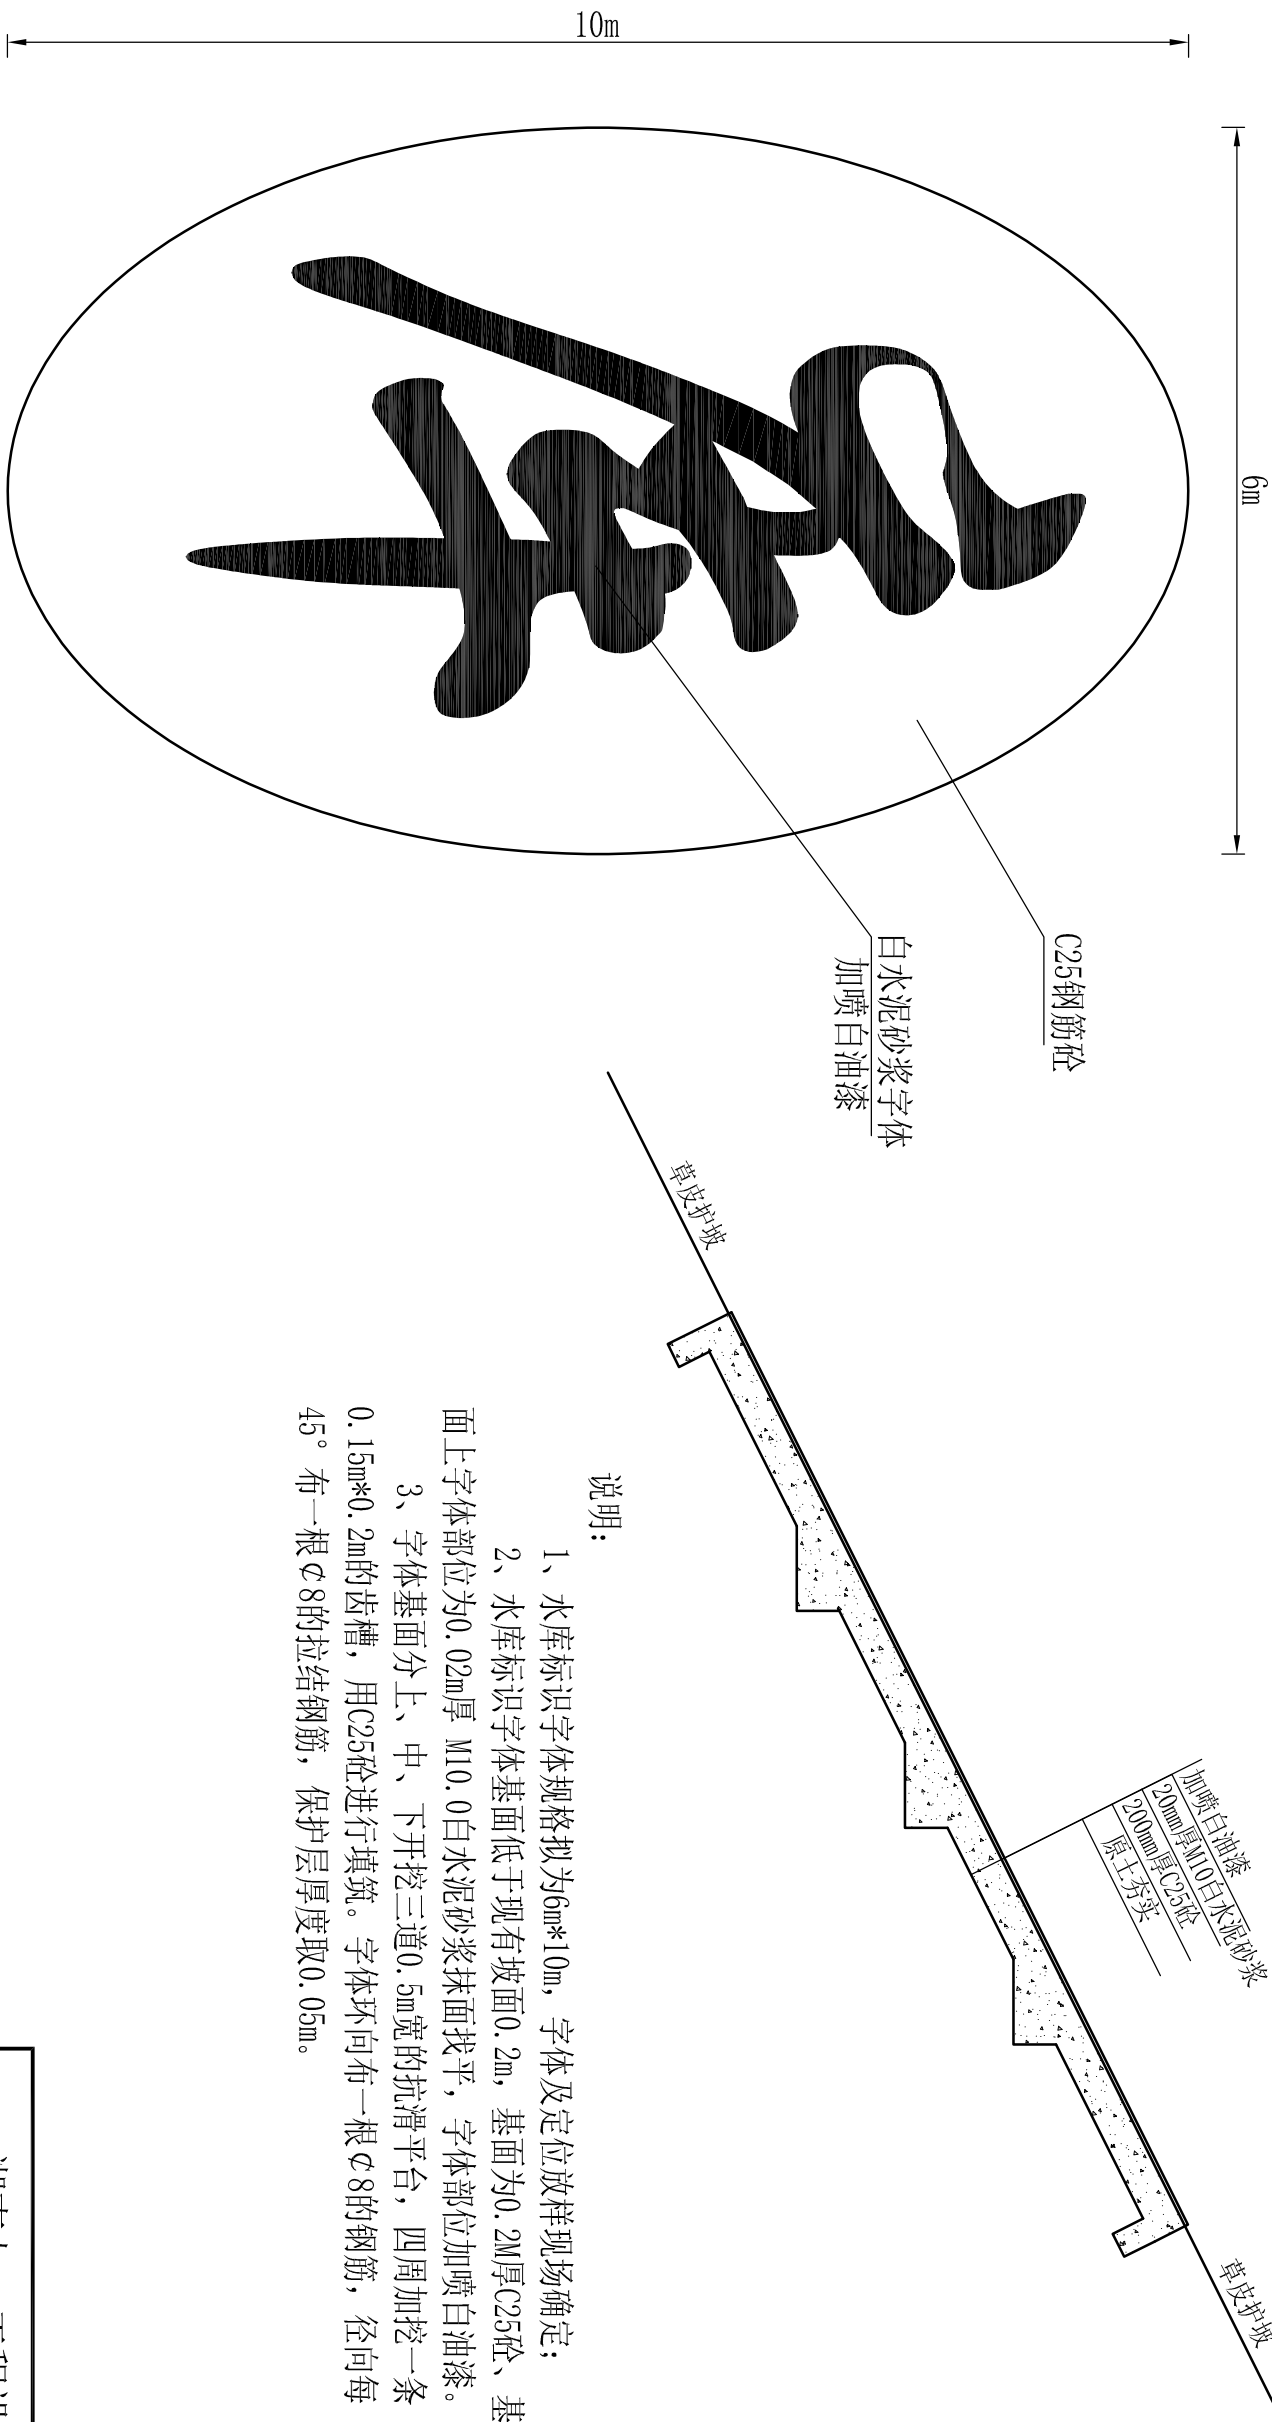 10m
6m
C25钢筋砼
白水泥砂浆字体
加喷白油漆
草皮护坡
加喷白油漆
20mm厚M10白水泥砂浆
200mm厚C25砼
原土夯实
草皮护坡
说明:
1、水库标识字体规格拟为6m*10m,字体及定位放样现场确定;
2、水库标识字体基面低于现有坡面0.2m,基面为0.2M厚C25砼、基
面上字体部位为0.02m厚 M10.0白水泥砂浆抹面找平,字体部位加喷白油漆。
3、字体基面分上、中、下开挖三道0.5m宽的抗滑平台,四周加挖一条
0.15m*0.2m的齿槽,用C25砼进行填筑。字体环向布一根￠8的钢筋,径向每
45° 布一根￠8的拉结钢筋,保护层厚度取0.05m。